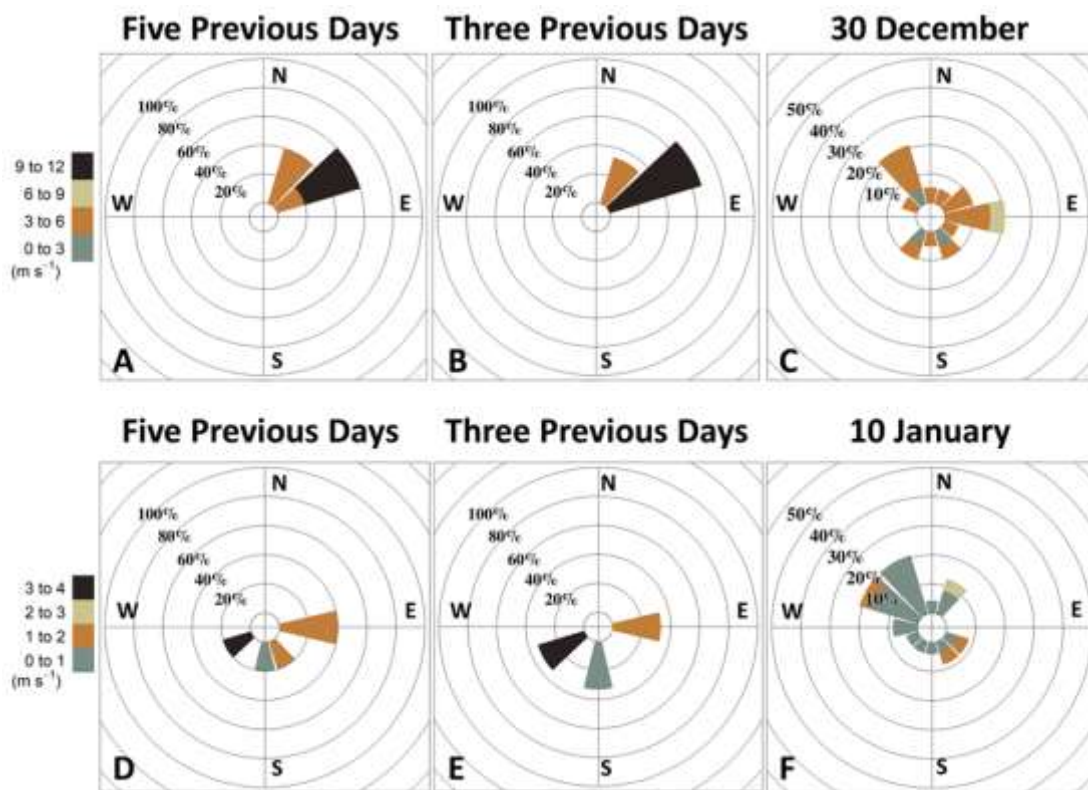 Five Previous Days
Three Previous Days
30 December
N
100%
80%
60%
40%
20%
W
E
S
A
N
100%
80%
60%
40%
20%
W
E
S
B
N
50%
40%
30%
20%
10%
W
E
S
C
9 to 12
6 to 9
3 to 6
0 to 3
(m s⁻¹)
Five Previous Days
Three Previous Days
10 January
N
100%
80%
60%
40%
20%
W
E
S
D
N
100%
80%
60%
40%
20%
W
E
S
E
N
50%
40%
30%
20%
10%
W
E
S
F
3 to 4
2 to 3
1 to 2
0 to 1
(m s⁻¹)